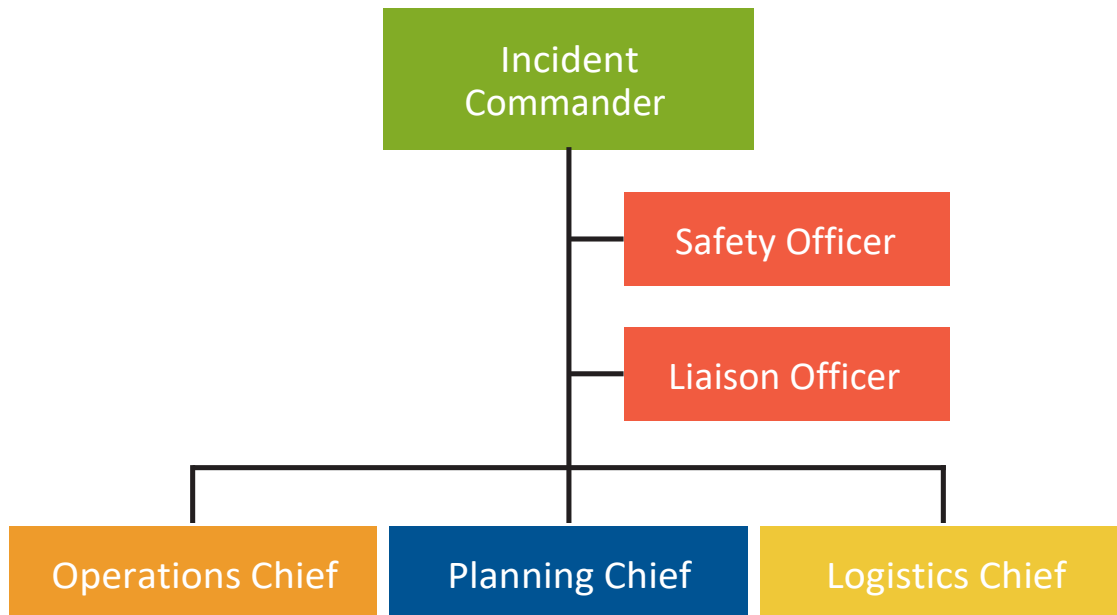 Incident
Commander
Safety Officer
Liaison Officer
Operations Chief
Planning Chief
Logistics Chief